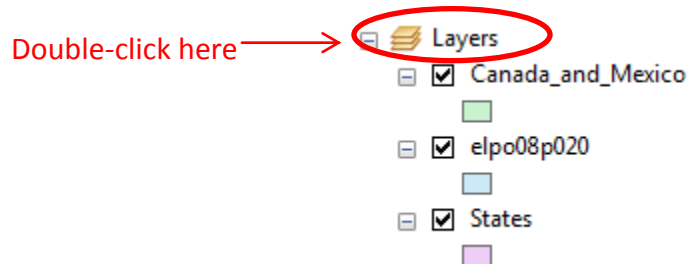 Double-click here
Layers
Canada_and_Mexico
elpo08p020
States